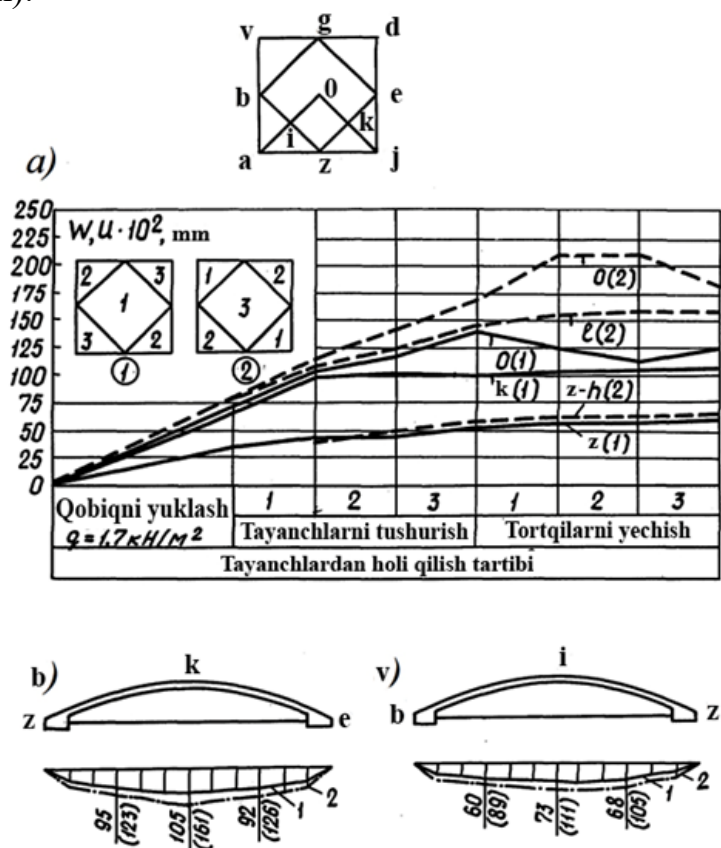 g
v
d
b
0
e
i
k
a
z
j
a)
250
225
200
175
150
125
100
75
50
25
0
W, U · 10², mm
2 3
1
3 2
①
1 2
3
2 1
②
0(2)
ℓ(2)
0(1)
k(1)
z-h(2)
z(1)
Qobiqni yuklash
q=1.7кН/м²
1 2 3 1 2 3
Tayanchlarni tushurish
Tortqilarni yechish
Tayanchlardan holi qilish tartibi
b)
k
z e
1 2
95 (123)
105 (161)
92 (126)
v)
i
b z
1 2
60 (89)
73 (111)
68 (105)